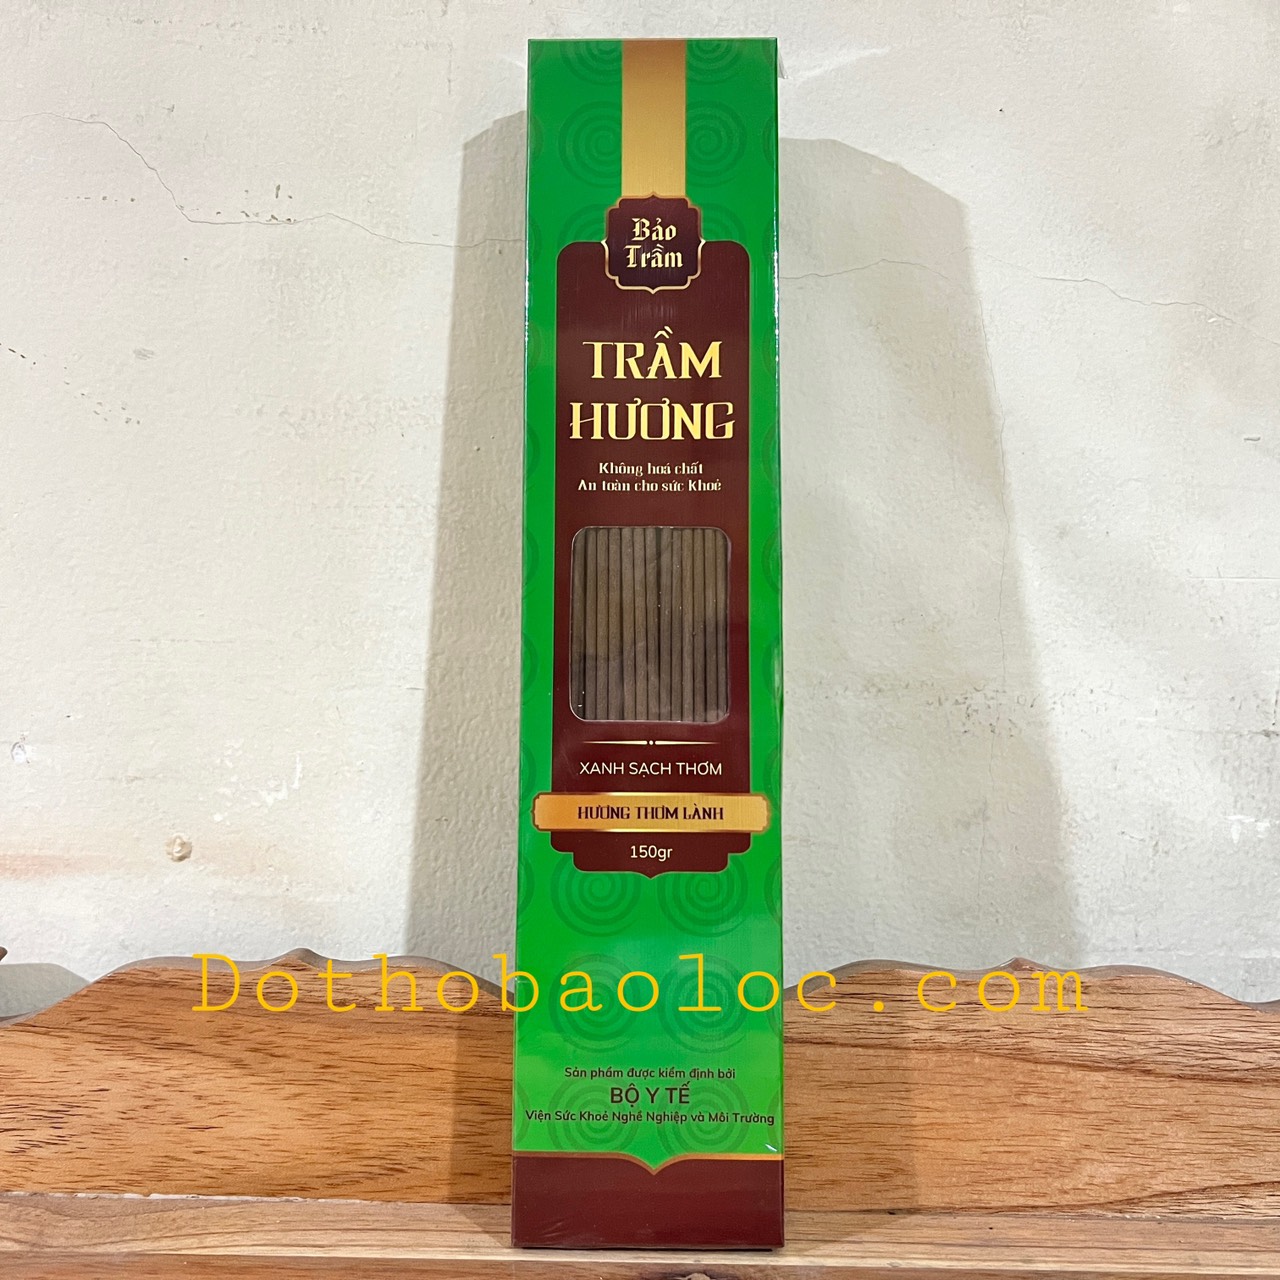 Bảo
Trầm
TRẦM
HƯƠNG
Không hoá chất
An toàn cho sức Khoẻ
XANH SẠCH THƠM
HƯƠNG THƠM LÀNH
150gr
Dothobaoloc.com
Sản phẩm được kiểm định bởi
BỘ Y TẾ
Viện Sức Khoẻ Nghề Nghiệp và Môi Trường